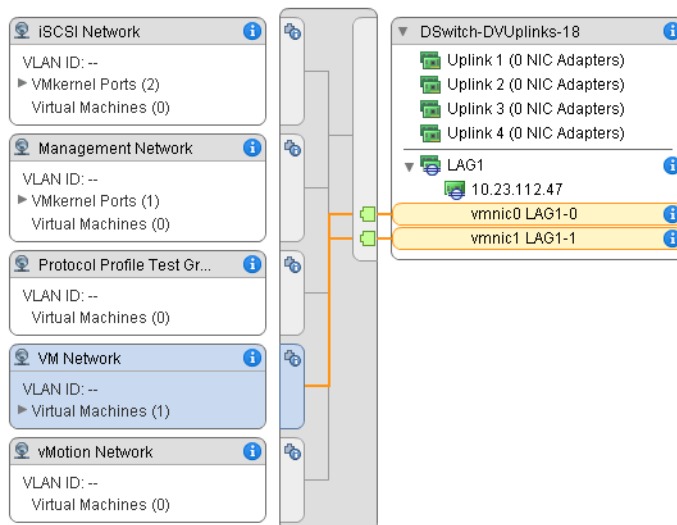 iSCSI Network
VLAN ID: --
VMkernel Ports (2)
Virtual Machines (0)
Management Network
VLAN ID: --
VMkernel Ports (1)
Virtual Machines (0)
Protocol Profile Test Gr...
VLAN ID: --
Virtual Machines (0)
VM Network
VLAN ID: --
Virtual Machines (1)
vMotion Network
VLAN ID: --
Virtual Machines (0)
DSwitch-DVUplinks-18
Uplink 1 (0 NIC Adapters)
Uplink 2 (0 NIC Adapters)
Uplink 3 (0 NIC Adapters)
Uplink 4 (0 NIC Adapters)
LAG1
10.23.112.47
vmnic0 LAG1-0
vmnic1 LAG1-1